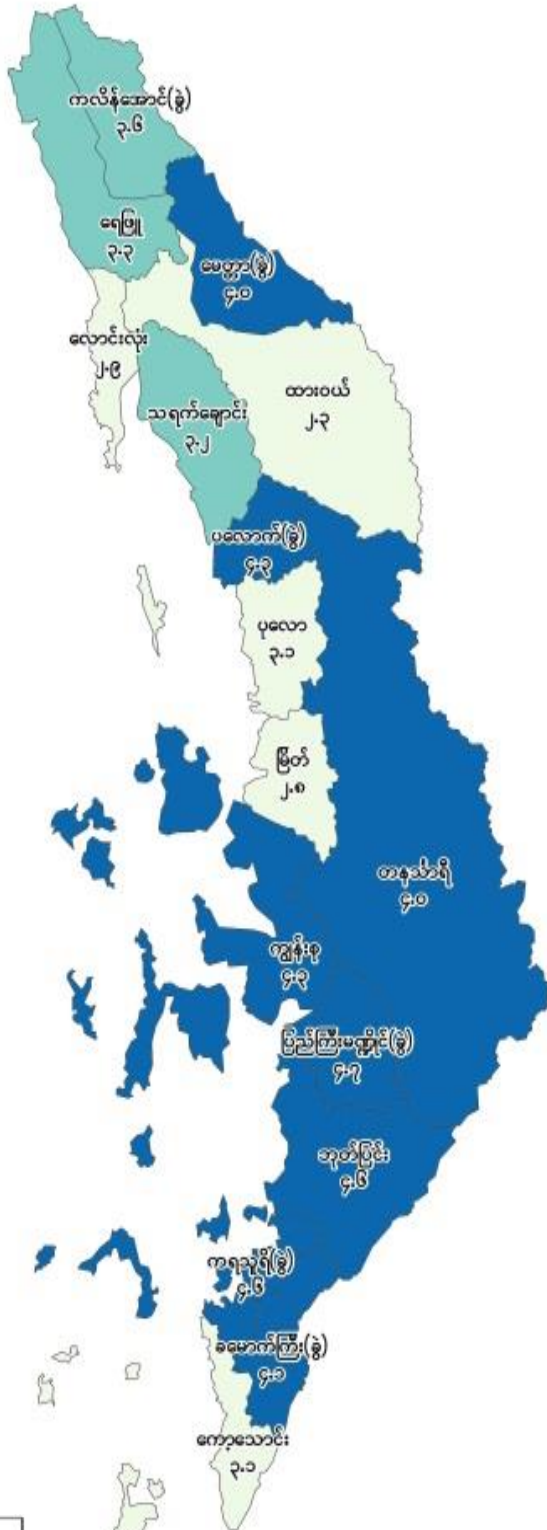 ကလိန်အောင်(ခွဲ)
၃.၆
ရေဖြူ
၃.၃
မေတ္တာ(ခွဲ)
၄.၀
လောင်းလုံး
၂.၉
ထားဝယ်
၂.၃
သရက်ချောင်း
၃.၂
ပလောက်(ခွဲ)
၄.၃
ပုလော
၃.၁
မြိတ်
၂.၈
တနင်္သာရီ
၄.၀
ကျွန်းစု
၄.၃
ပြည်ကြီးမဏ္ဍိုင်(ခွဲ)
၄.၇
ဘုတ်ပြင်း
၄.၆
ကရသူရိ(ခွဲ)
၄.၆
ခမောက်ကြီး(ခွဲ)
၄.၁
ကော့သောင်း
၃.၁